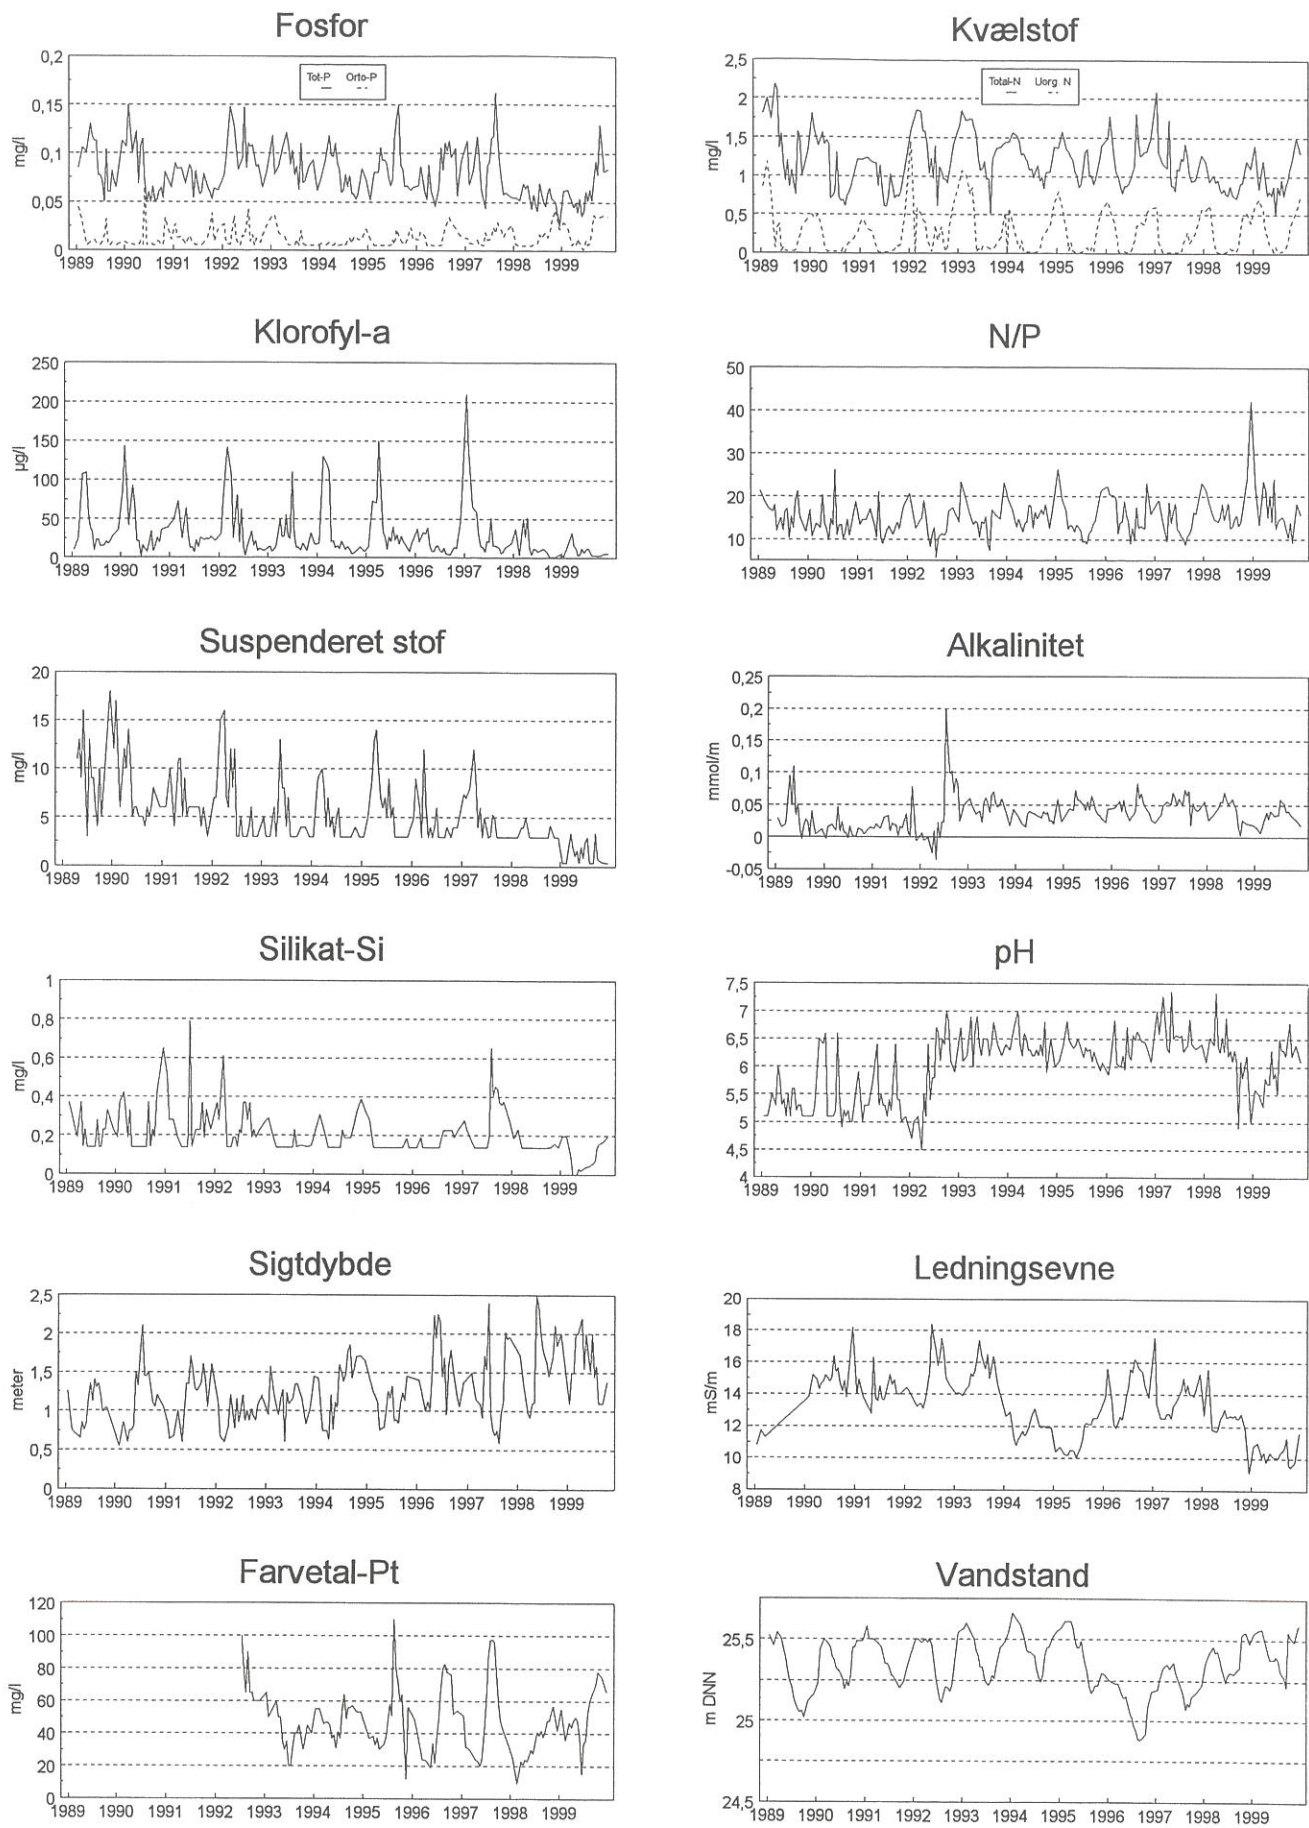 Fosfor
0,2
0,15
0,1
0,05
0
mg/l
Tot-P Orto-P
1989 1990 1991 1992 1993 1994 1995 1996 1997 1998 1999
Kvælstof
2,5
2
1,5
1
0,5
0
mg/l
Total-N Uorg. N
1989 1990 1991 1992 1993 1994 1995 1996 1997 1998 1999
Klorofyl-a
250
200
150
100
50
0
µg/l
1989 1990 1991 1992 1993 1994 1995 1996 1997 1998 1999
N/P
50
40
30
20
10
1989 1990 1991 1992 1993 1994 1995 1996 1997 1998 1999
Suspenderet stof
20
15
10
5
0
mg/l
1989 1990 1991 1992 1993 1994 1995 1996 1997 1998 1999
Alkalinitet
0,25
0,2
0,15
0,1
0,05
0
-0,05
mmol/m
1989 1990 1991 1992 1993 1994 1995 1996 1997 1998 1999
Silikat-Si
1
0,8
0,6
0,4
0,2
0
mg/l
1989 1990 1991 1992 1993 1994 1995 1996 1997 1998 1999
pH
7,5
7
6,5
6
5,5
5
4,5
4
1989 1990 1991 1992 1993 1994 1995 1996 1997 1998 1999
Sigtdybde
2,5
2
1,5
1
0,5
0
meter
1989 1990 1991 1992 1993 1994 1995 1996 1997 1998 1999
Ledningsevne
20
18
16
14
12
10
8
mS/m
1989 1990 1991 1992 1993 1994 1995 1996 1997 1998 1999
Farvetal-Pt
120
100
80
60
40
20
0
mg/l
1989 1990 1991 1992 1993 1994 1995 1996 1997 1998 1999
Vandstand
25,5
25
24,5
m DNN
1989 1990 1991 1992 1993 1994 1995 1996 1997 1998 1999